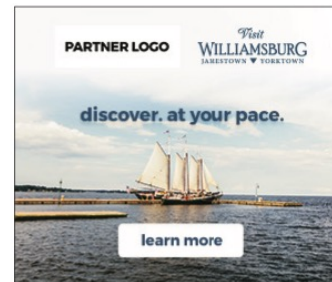 PARTNER LOGO
Visit
WILLIAMSBURG
JAMESTOWN ▼ YORKTOWN
discover. at your pace.
learn more